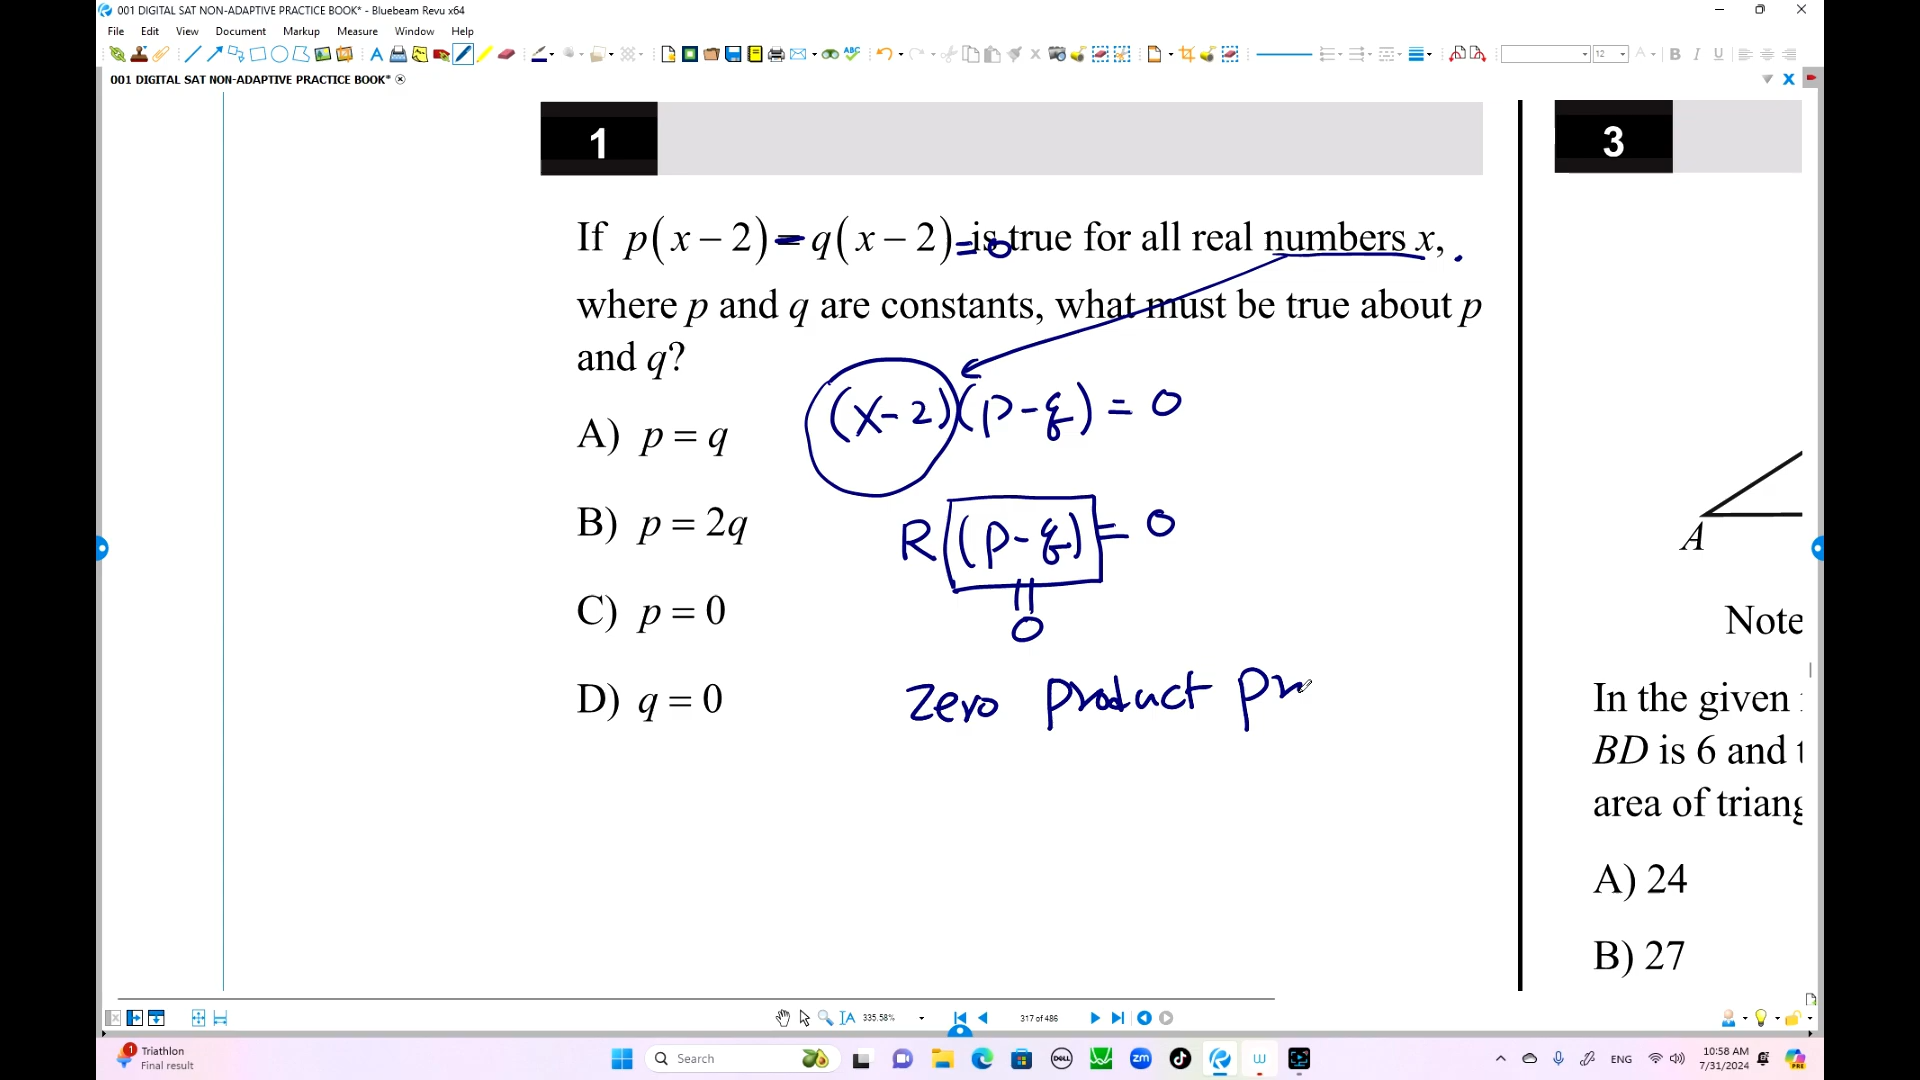 001 DIGITAL SAT NON-ADAPTIVE PRACTICE BOOK* - Bluebeam Revu x64
File Edit View Document Markup Measure Window Help
12
001 DIGITAL SAT NON-ADAPTIVE PRACTICE BOOK*
1
If p(x − 2) = q(x − 2) = 0 is true for all real numbers x,
where p and q are constants, what must be true about p
and q?
(x-2)(p-q) = 0
A) p = q
B) p = 2q
R (p-q) = 0
0
C) p = 0
D) q = 0
Zero Product Pr
3
A
Note
In the given
BD is 6 and t
area of triang
A) 24
B) 27
335.58%
317 of 486
1
Triathlon
Final result
Search
ENG
10:58 AM
7/31/2024